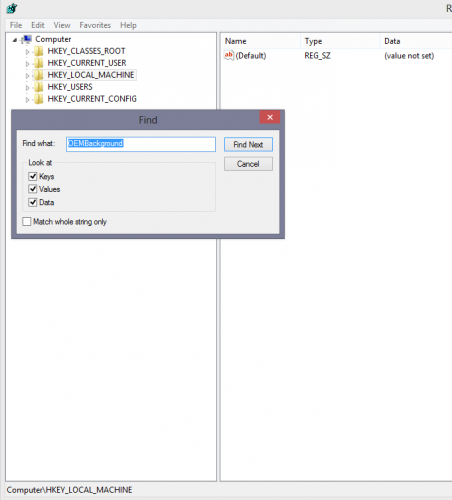 R
File Edit View Favorites Help
Computer
HKEY_CLASSES_ROOT
HKEY_CURRENT_USER
HKEY_LOCAL_MACHINE
HKEY_USERS
HKEY_CURRENT_CONFIG
Name Type Data
ab (Default) REG_SZ (value not set)
Find
Find what: OEMBackground Find Next
Look at Cancel
Keys
Values
Data
Match whole string only
Computer\HKEY_LOCAL_MACHINE